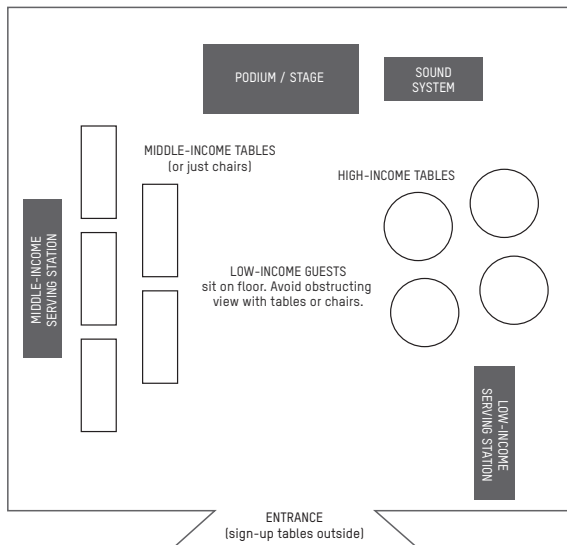 PODIUM / STAGE
SOUND
SYSTEM
MIDDLE-INCOME TABLES
(or just chairs)
HIGH-INCOME TABLES
MIDDLE-INCOME
SERVING STATION
LOW-INCOME GUESTS
sit on floor. Avoid obstructing
view with tables or chairs.
LOW-INCOME
SERVING STATION
ENTRANCE
(sign-up tables outside)